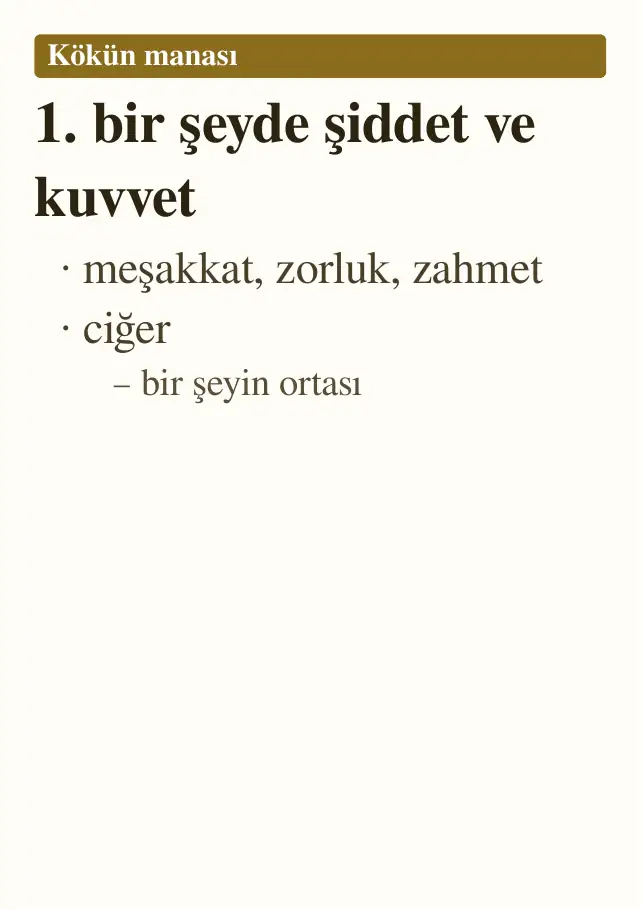 Kökün manası
1. bir şeyde şiddet ve
kuvvet
· meşakkat, zorluk, zahmet
· ciğer
– bir şeyin ortası